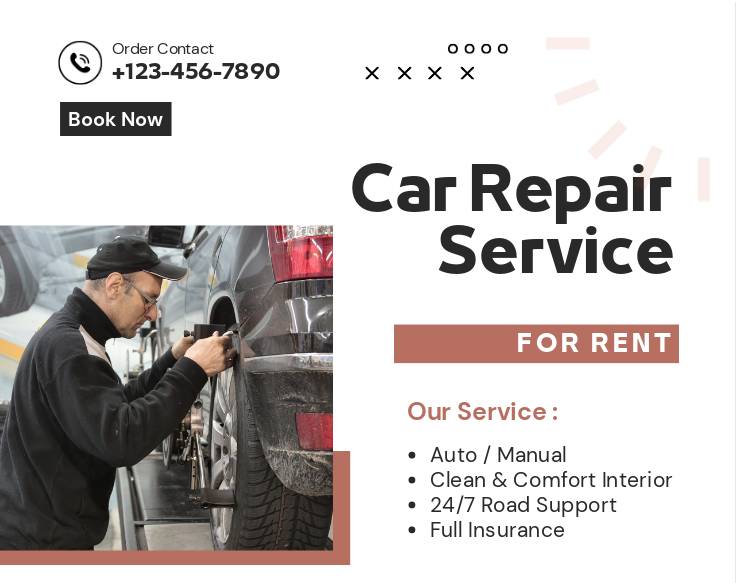 Order Contact
+123-456-7890
Book Now
Car Repair
Service
FOR RENT
Our Service :
• Auto / Manual
• Clean & Comfort Interior
• 24/7 Road Support
• Full Insurance